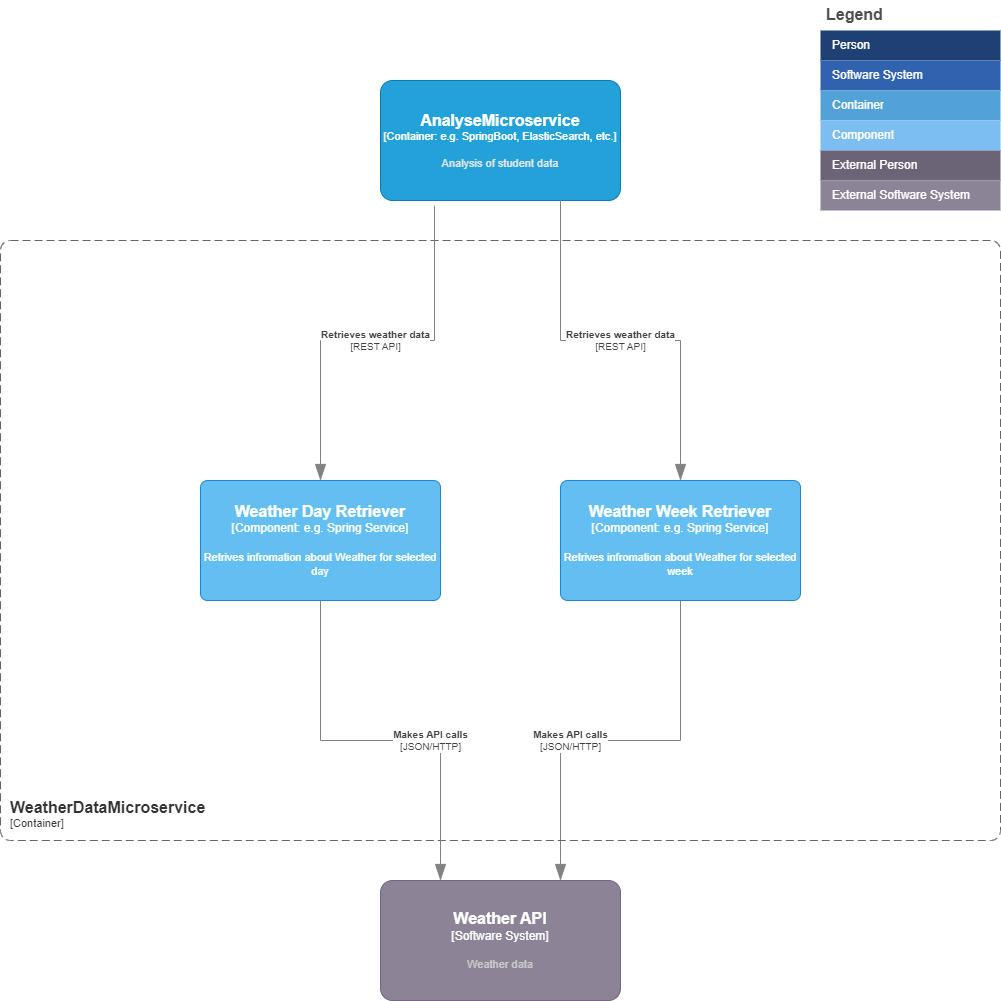 Legend
Person
Software System
Container
Component
External Person
External Software System
AnalyseMicroservice
[Container: e.g. SpringBoot, ElasticSearch, etc.]
Analysis of student data
Retrieves weather data
[REST API]
Retrieves weather data
[REST API]
Weather Day Retriever
[Component: e.g. Spring Service]
Retrives infromation about Weather for selected
day
Weather Week Retriever
[Component: e.g. Spring Service]
Retrives infromation about Weather for selected
week
Makes API calls
[JSON/HTTP]
Makes API calls
[JSON/HTTP]
WeatherDataMicroservice
[Container]
Weather API
[Software System]
Weather data